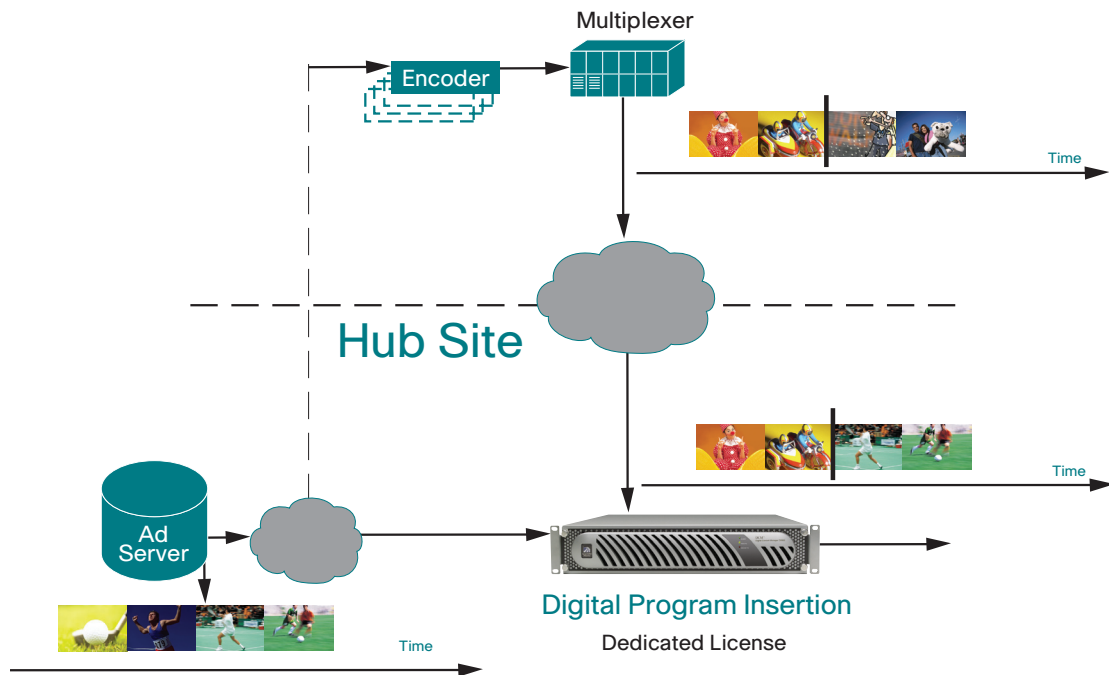 Multiplexer
Encoder
Time
Hub Site
Time
Ad
Server
Digital Program Insertion
Dedicated License
Time